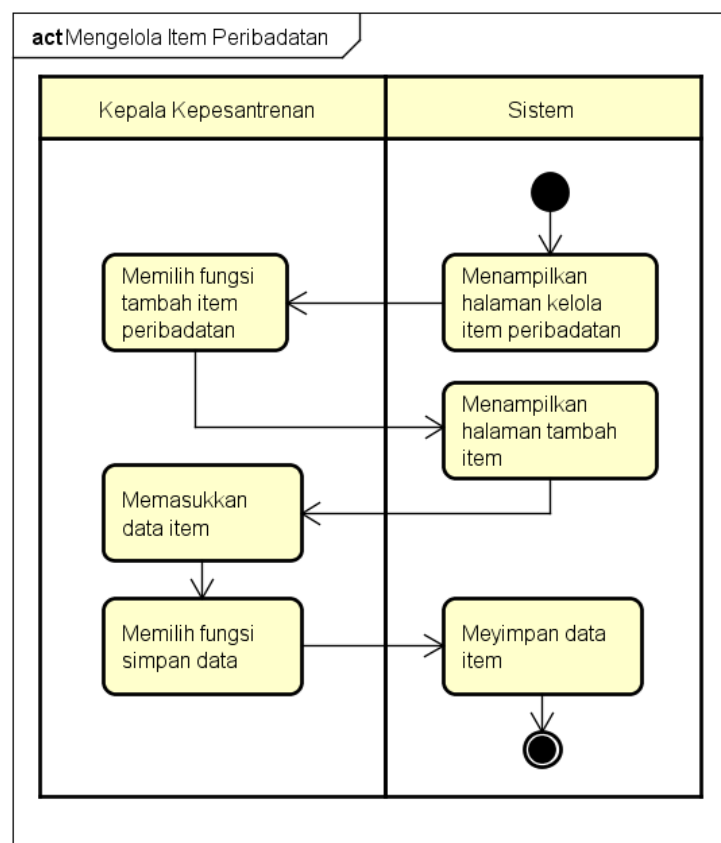 act Mengelola Item Peribadatan
Kepala Kepesantrenan
Sistem
Memilih fungsi
tambah item
peribadatan
Menampilkan
halaman kelola
item peribadatan
Menampilkan
halaman tambah
item
Memasukkan
data item
Memilih fungsi
simpan data
Meyimpan data
item